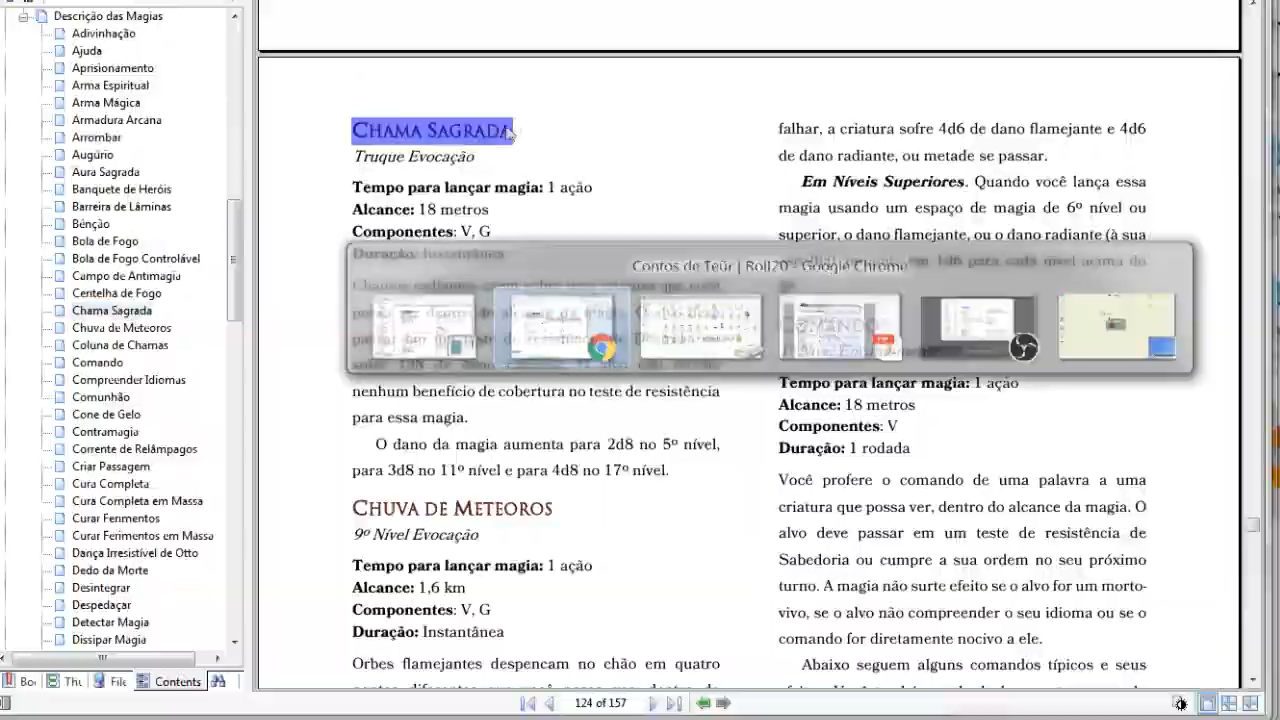 Descrição das Magias
Adivinhação
Ajuda
Aprisionamento
Arma Espiritual
Arma Mágica
Armadura Arcana
Arrombar
Augúrio
Aura Sagrada
Banquete de Heróis
Barreira de Lâminas
Bênção
Bola de Fogo
Bola de Fogo Controlável
Campo de Antimagia
Centelha de Fogo
Chama Sagrada
Chuva de Meteoros
Coluna de Chamas
Comando
Compreender Idiomas
Comunhão
Cone de Gelo
Contramagia
Corrente de Relâmpagos
Criar Passagem
Cura Completa
Cura Completa em Massa
Curar Ferimentos
Curar Ferimentos em Massa
Dança Irresistível de Otto
Dedo da Morte
Desintegrar
Despedaçar
Detectar Magia
Dissipar Magia
Contents
CHAMA SAGRADA
Truque Evocação
Tempo para lançar magia: 1 ação
Alcance: 18 metros
Componentes: V, G
Duração: Instantânea
nenhum benefício de cobertura no teste de resistência
para essa magia.
O dano da magia aumenta para 2d8 no 5º nível,
para 3d8 no 11º nível e para 4d8 no 17º nível.
CHUVA DE METEOROS
9º Nível Evocação
Tempo para lançar magia: 1 ação
Alcance: 1,6 km
Componentes: V, G
Duração: Instantânea
Orbes flamejantes despencam no chão em quatro
falhar, a criatura sofre 4d6 de dano flamejante e 4d6
de dano radiante, ou metade se passar.
Em Níveis Superiores. Quando você lança essa
magia usando um espaço de magia de 6º nível ou
superior, o dano flamejante, ou o dano radiante (à sua
Contos de Teür | Roll20 - Google Chrome
COMANDO
Tempo para lançar magia: 1 ação
Alcance: 18 metros
Componentes: V
Duração: 1 rodada
Você profere o comando de uma palavra a uma
criatura que possa ver, dentro do alcance da magia. O
alvo deve passar em um teste de resistência de
Sabedoria ou cumpre a sua ordem no seu próximo
turno. A magia não surte efeito se o alvo for um morto-
vivo, se o alvo não compreender o seu idioma ou se o
comando for diretamente nocivo a ele.
Abaixo seguem alguns comandos típicos e seus
124 of 157